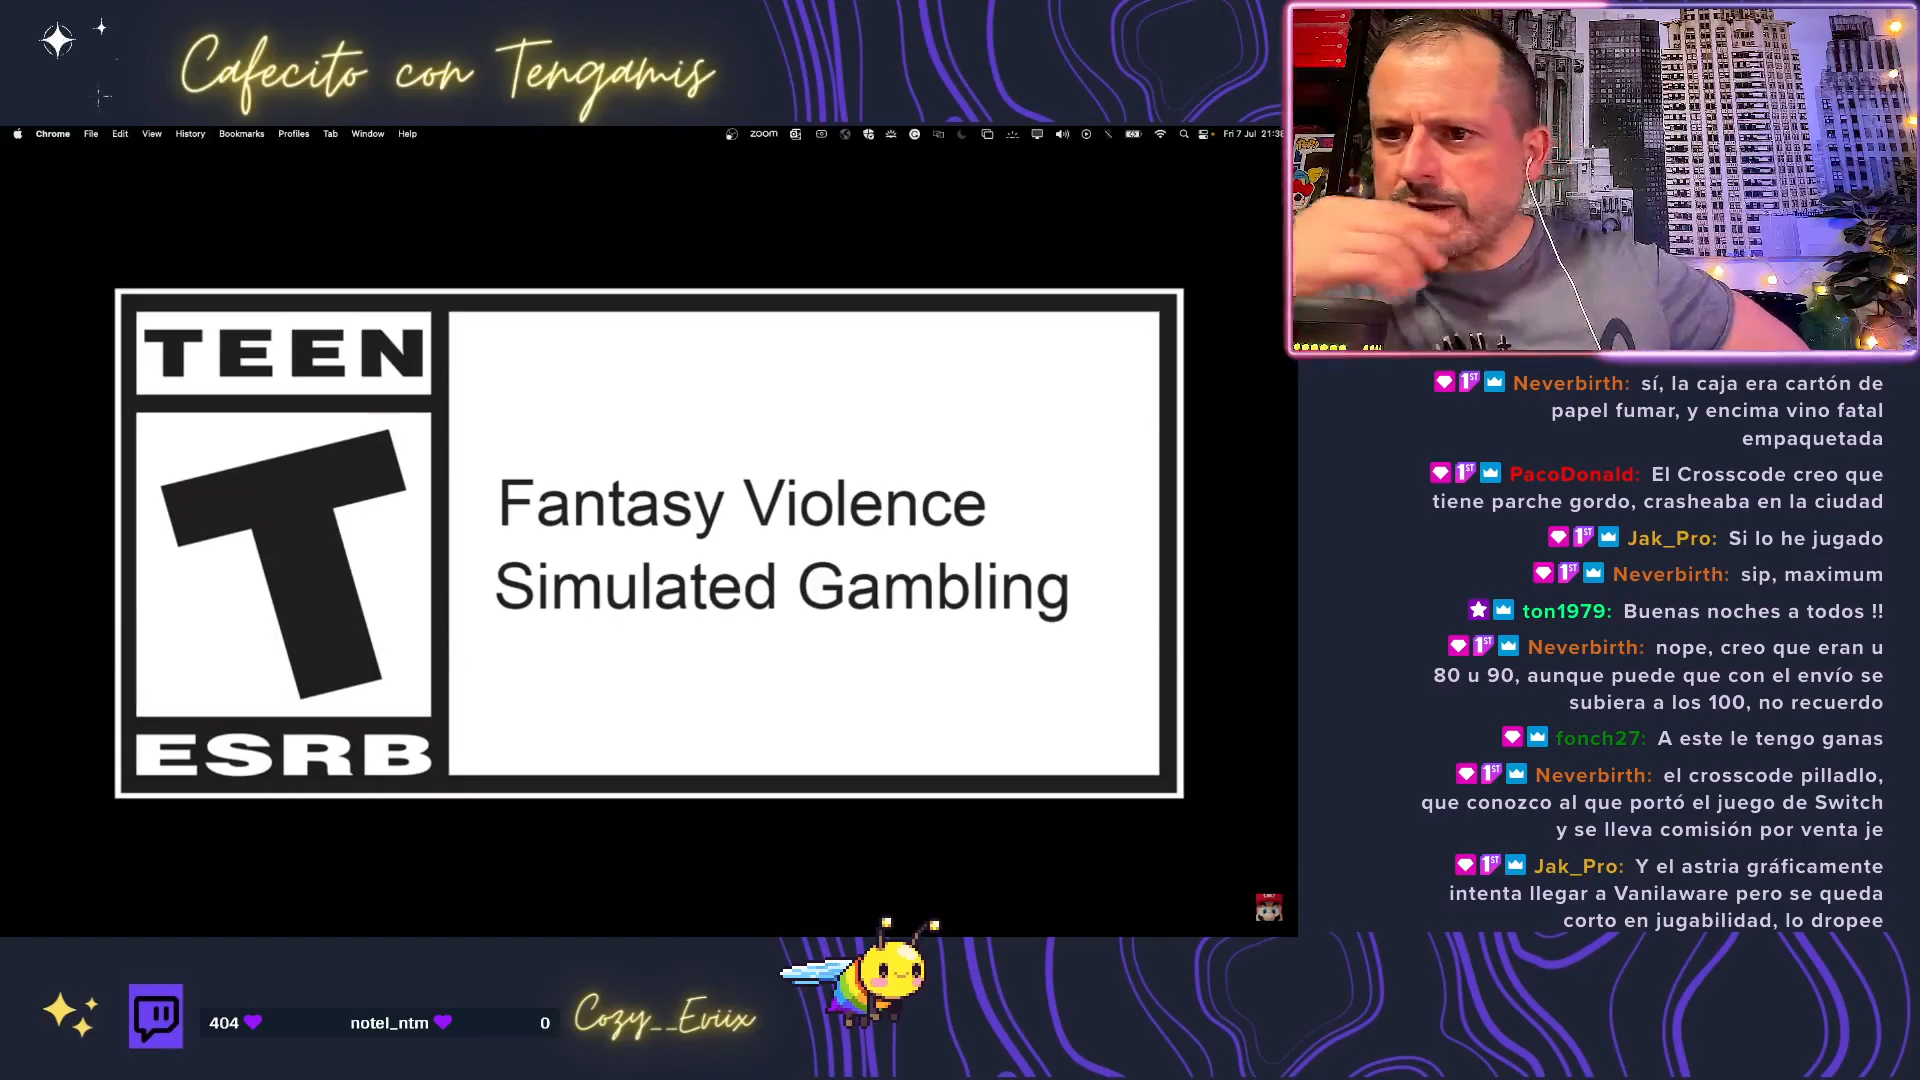 Cafecito con Tengamis
Chrome File Edit View History Bookmarks Profiles Tab Window Help
zoom Fri 7 Jul 21:38
TEEN
T
ESRB
Fantasy Violence
Simulated Gambling
Neverbirth: sí, la caja era cartón de
papel fumar, y encima vino fatal
empaquetada
PacoDonald: El Crosscode creo que
tiene parche gordo, crasheaba en la ciudad
Jak_Pro: Si lo he jugado
Neverbirth: sip, maximum
ton1979: Buenas noches a todos !!
Neverbirth: nope, creo que eran u
80 u 90, aunque puede que con el envío se
subiera a los 100, no recuerdo
fonch27: A este le tengo ganas
Neverbirth: el crosscode pilladlo,
que conozco al que portó el juego de Switch
y se lleva comisión por venta je
Jak_Pro: Y el astria gráficamente
intenta llegar a Vanilaware pero se queda
corto en jugabilidad, lo dropee
404 notel_ntm 0
Cozy__Eviix